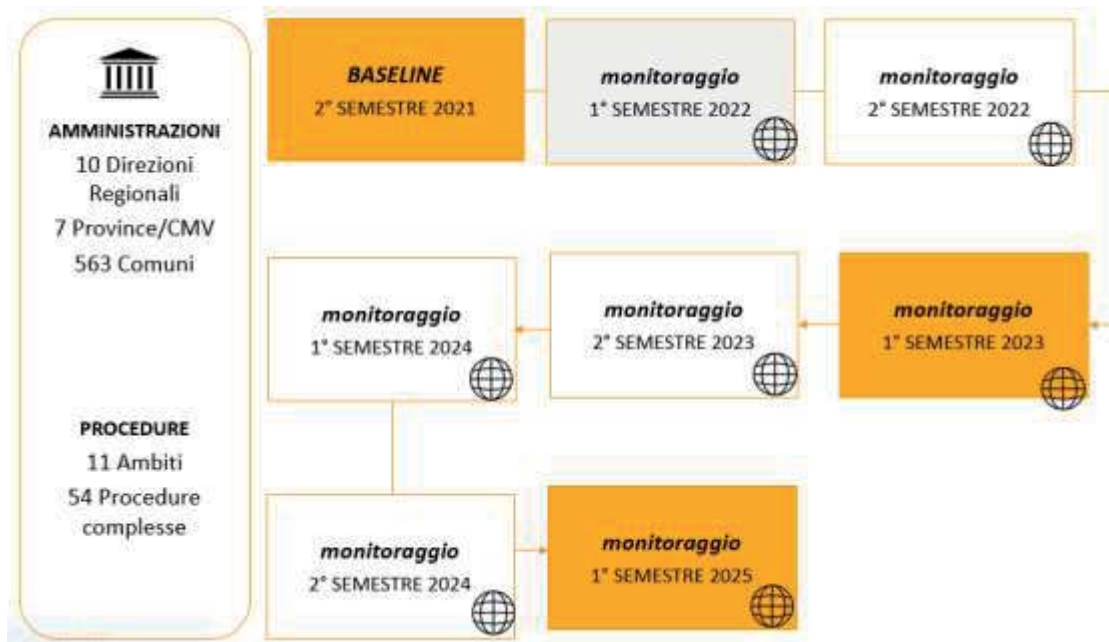 AMMINISTRAZIONI
10 Direzioni
Regionali
7 Province/CMV
563 Comuni
PROCEDURE
11 Ambiti
54 Procedure
complesse
BASELINE
2° SEMESTRE 2021
monitoraggio
1° SEMESTRE 2022
monitoraggio
2° SEMESTRE 2022
monitoraggio
1° SEMESTRE 2023
monitoraggio
2° SEMESTRE 2023
monitoraggio
1° SEMESTRE 2024
monitoraggio
2° SEMESTRE 2024
monitoraggio
1° SEMESTRE 2025